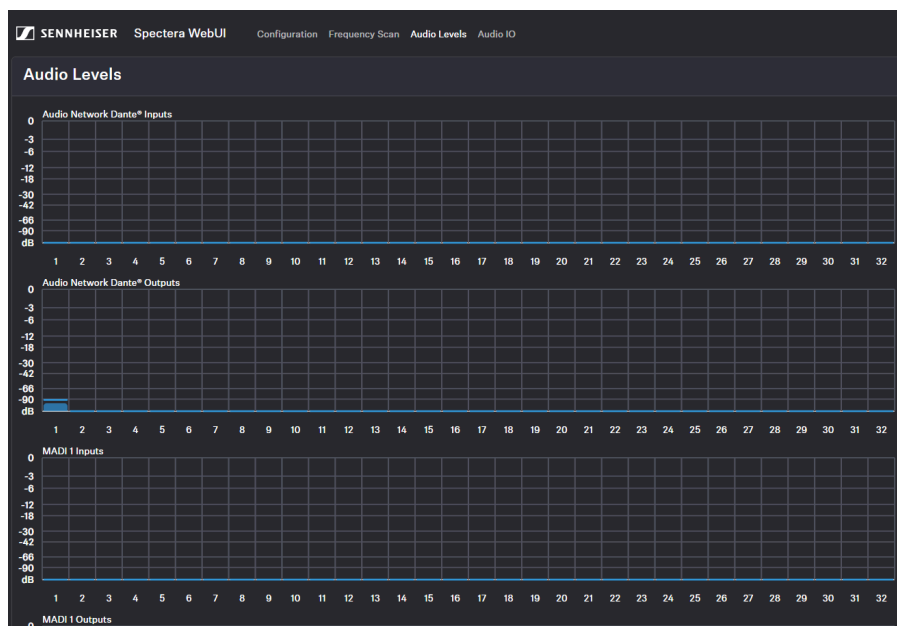 SENNHEISER Spectera WebUI Configuration Frequency Scan Audio Levels Audio IO
Audio Levels
Audio Network Dante® Inputs
0
-3
-6
-12
-18
-30
-42
-66
-90
dB
1 2 3 4 5 6 7 8 9 10 11 12 13 14 15 16 17 18 19 20 21 22 23 24 25 26 27 28 29 30 31 32
Audio Network Dante® Outputs
0
-3
-6
-12
-18
-30
-42
-66
-90
dB
1 2 3 4 5 6 7 8 9 10 11 12 13 14 15 16 17 18 19 20 21 22 23 24 25 26 27 28 29 30 31 32
MADI 1 Inputs
0
-3
-6
-12
-18
-30
-42
-66
-90
dB
1 2 3 4 5 6 7 8 9 10 11 12 13 14 15 16 17 18 19 20 21 22 23 24 25 26 27 28 29 30 31 32
MADI 1 Outputs
0